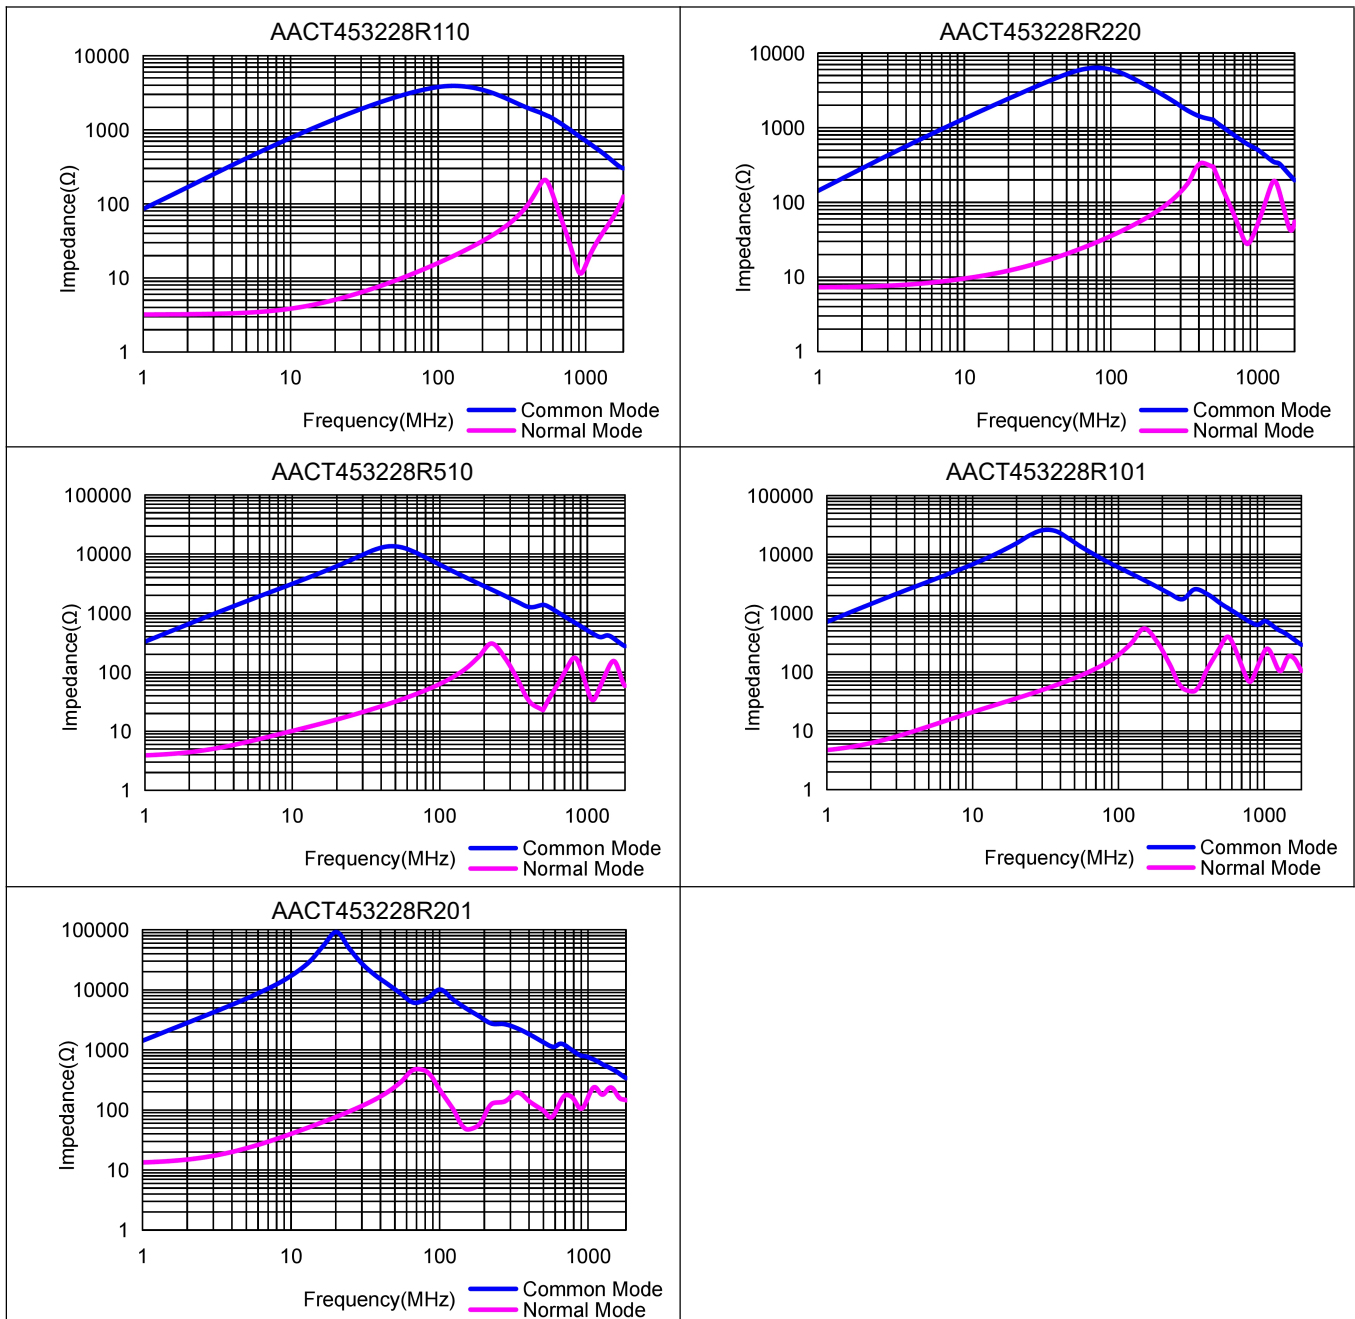 AACT453228R110
10000
1000
100
10
1
Impedance(Ω)
1 10 100 1000
Frequency(MHz)
Common Mode
Normal Mode
AACT453228R220
10000
1000
100
10
1
Impedance(Ω)
1 10 100 1000
Frequency(MHz)
Common Mode
Normal Mode
AACT453228R510
100000
10000
1000
100
10
1
Impedance(Ω)
1 10 100 1000
Frequency(MHz)
Common Mode
Normal Mode
AACT453228R101
100000
10000
1000
100
10
1
Impedance(Ω)
1 10 100 1000
Frequency(MHz)
Common Mode
Normal Mode
AACT453228R201
100000
10000
1000
100
10
1
Impedance(Ω)
1 10 100 1000
Frequency(MHz)
Common Mode
Normal Mode